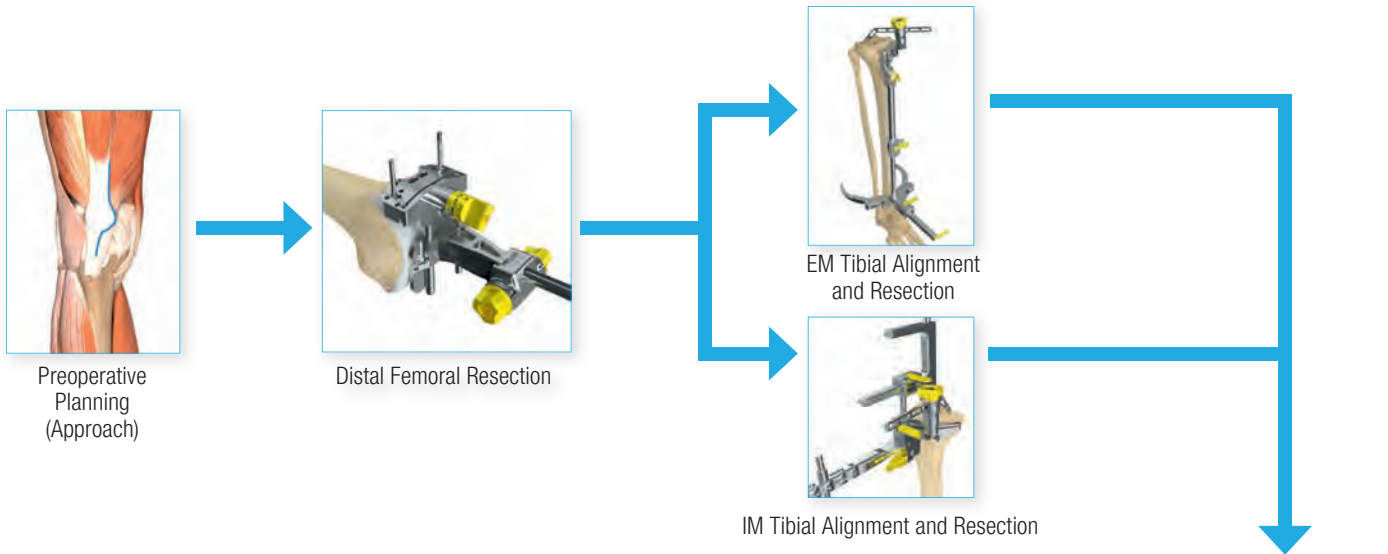 Preoperative
Planning
(Approach)
Distal Femoral Resection
EM Tibial Alignment
and Resection
IM Tibial Alignment and Resection